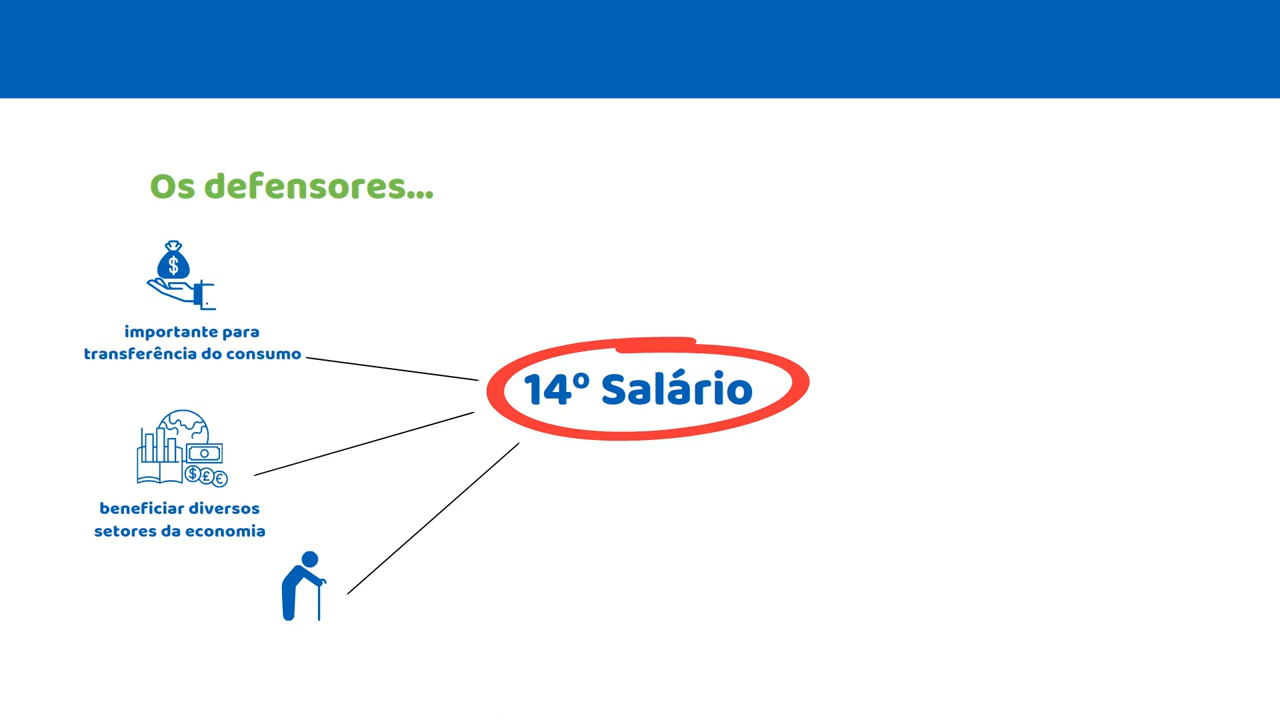 Os defensores...
$
importante para
transferência do consumo
14º Salário
$ £ €
beneficiar diversos
setores da economia